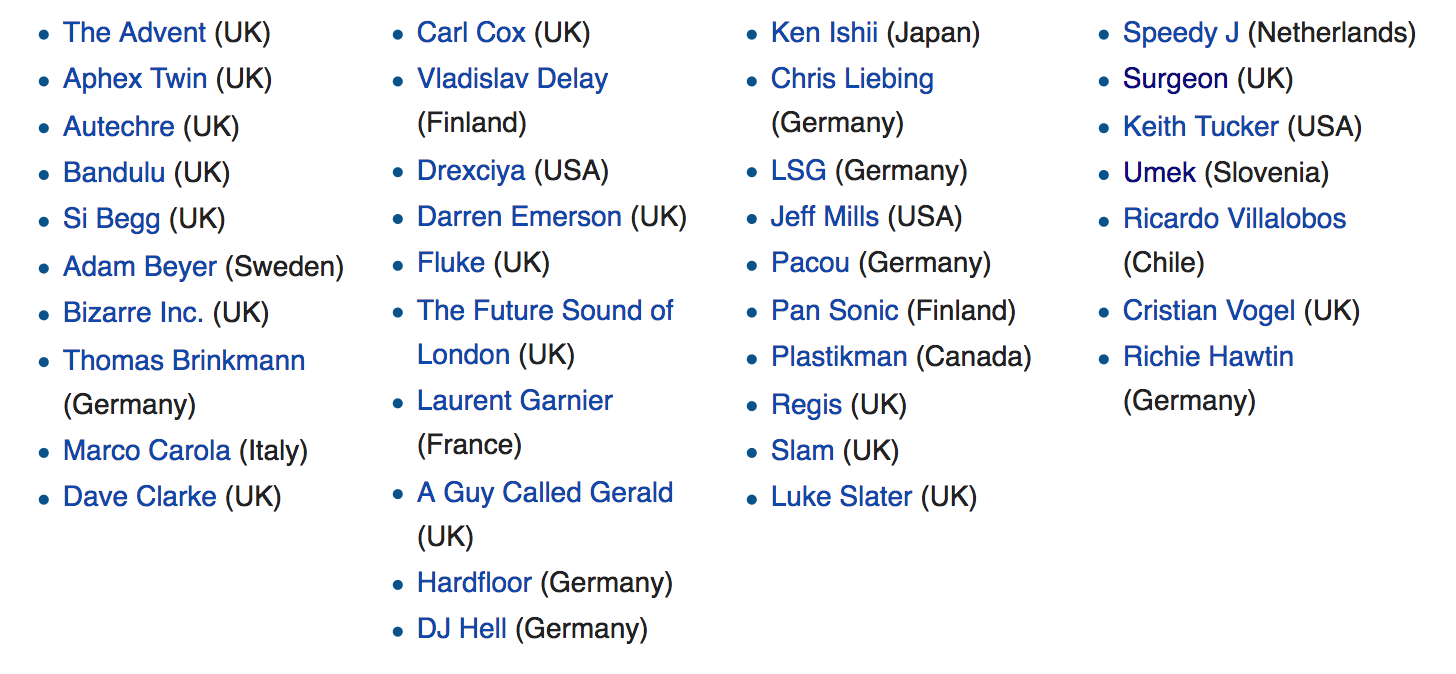 The Advent (UK)
Aphex Twin (UK)
Autechre (UK)
Bandulu (UK)
Si Begg (UK)
Adam Beyer (Sweden)
Bizarre Inc. (UK)
Thomas Brinkmann
(Germany)
Marco Carola (Italy)
Dave Clarke (UK)
Carl Cox (UK)
Vladislav Delay
(Finland)
Drexciya (USA)
Darren Emerson (UK)
Fluke (UK)
The Future Sound of
London (UK)
Laurent Garnier
(France)
A Guy Called Gerald
(UK)
Hardfloor (Germany)
DJ Hell (Germany)
Ken Ishii (Japan)
Chris Liebing
(Germany)
LSG (Germany)
Jeff Mills (USA)
Pacou (Germany)
Pan Sonic (Finland)
Plastikman (Canada)
Regis (UK)
Slam (UK)
Luke Slater (UK)
Speedy J (Netherlands)
Surgeon (UK)
Keith Tucker (USA)
Umek (Slovenia)
Ricardo Villalobos
(Chile)
Cristian Vogel (UK)
Richie Hawtin
(Germany)